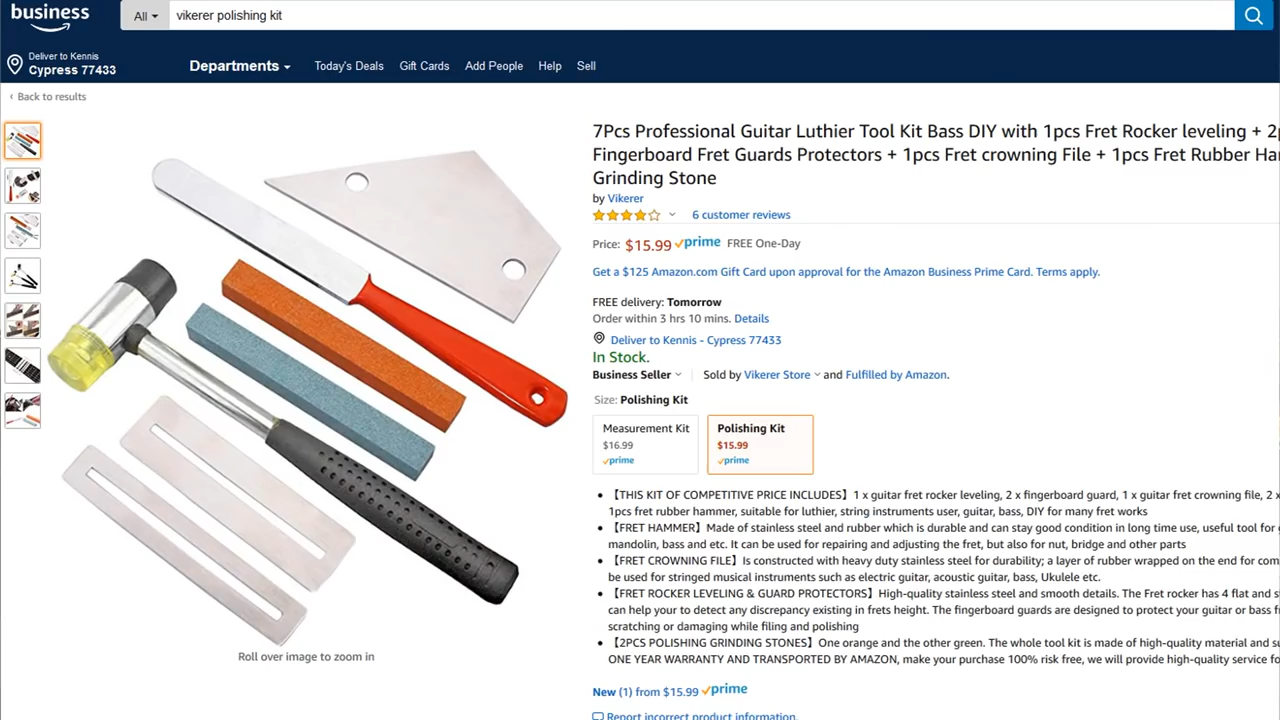 business
All
vikerer polishing kit
Deliver to Kennis
Cypress 77433
Departments
Today's Deals
Gift Cards
Add People
Help
Sell
‹ Back to results
7Pcs Professional Guitar Luthier Tool Kit Bass DIY with 1pcs Fret Rocker leveling + 2
Fingerboard Fret Guards Protectors + 1pcs Fret crowning File + 1pcs Fret Rubber Ha
Grinding Stone
by Vikerer
6 customer reviews
Price: $15.99 prime FREE One-Day
Get a $125 Amazon.com Gift Card upon approval for the Amazon Business Prime Card. Terms apply.
FREE delivery: Tomorrow
Order within 3 hrs 10 mins. Details
Deliver to Kennis - Cypress 77433
In Stock.
Business Seller | Sold by Vikerer Store and Fulfilled by Amazon.
Size: Polishing Kit
Measurement Kit
$16.99
prime
Polishing Kit
$15.99
prime
• 【THIS KIT OF COMPETITIVE PRICE INCLUDES】1 x guitar fret rocker leveling, 2 x fingerboard guard, 1 x guitar fret crowning file, 2 x
1pcs fret rubber hammer, suitable for luthier, string instruments user, guitar, bass, DIY for many fret works
• 【FRET HAMMER】Made of stainless steel and rubber which is durable and can stay good condition in long time use, useful tool for g
mandolin, bass and etc. It can be used for repairing and adjusting the fret, but also for nut, bridge and other parts
• 【FRET CROWNING FILE】Is constructed with heavy duty stainless steel for durability; a layer of rubber wrapped on the end for com
be used for stringed musical instruments such as electric guitar, acoustic guitar, bass, Ukulele etc.
• 【FRET ROCKER LEVELING & GUARD PROTECTORS】High-quality stainless steel and smooth details. The Fret rocker has 4 flat and s
can help your to detect any discrepancy existing in frets height. The fingerboard guards are designed to protect your guitar or bass f
scratching or damaging while filing and polishing
• 【2PCS POLISHING GRINDING STONES】One orange and the other green. The whole tool kit is made of high-quality material and su
ONE YEAR WARRANTY AND TRANSPORTED BY AMAZON, make your purchase 100% risk free, we will provide high-quality service fo
Roll over image to zoom in
New (1) from $15.99 prime
Report incorrect product information.